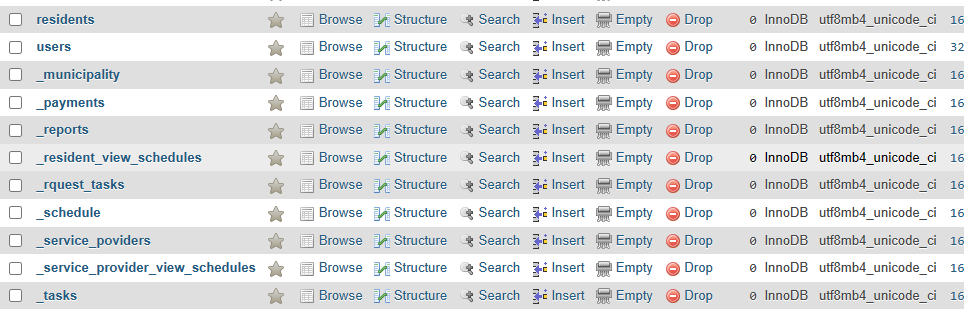 residents Browse Structure Search Insert Empty Drop 0 InnoDB utf8mb4_unicode_ci 16
users Browse Structure Search Insert Empty Drop 0 InnoDB utf8mb4_unicode_ci 32
_municipality Browse Structure Search Insert Empty Drop 0 InnoDB utf8mb4_unicode_ci 16
_payments Browse Structure Search Insert Empty Drop 0 InnoDB utf8mb4_unicode_ci 16
_reports Browse Structure Search Insert Empty Drop 0 InnoDB utf8mb4_unicode_ci 16
_resident_view_schedules Browse Structure Search Insert Empty Drop 0 InnoDB utf8mb4_unicode_ci 16
_rquest_tasks Browse Structure Search Insert Empty Drop 0 InnoDB utf8mb4_unicode_ci 16
_schedule Browse Structure Search Insert Empty Drop 0 InnoDB utf8mb4_unicode_ci 16
_service_poviders Browse Structure Search Insert Empty Drop 0 InnoDB utf8mb4_unicode_ci 16
_service_provider_view_schedules Browse Structure Search Insert Empty Drop 0 InnoDB utf8mb4_unicode_ci 16
_tasks Browse Structure Search Insert Empty Drop 0 InnoDB utf8mb4_unicode_ci 16